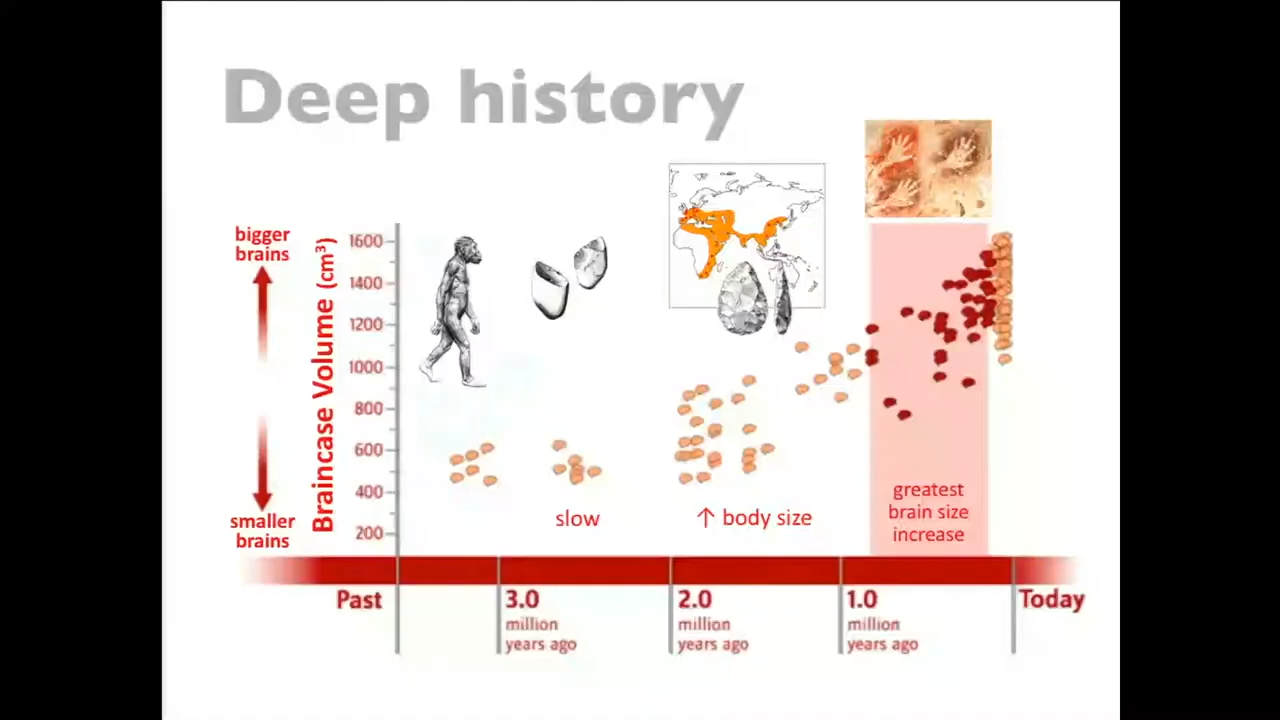 Deep history
bigger
brains
smaller
brains
Braincase Volume (cm³)
1600
1400
1200
1000
800
600
400
200
slow
↑ body size
greatest
brain size
increase
Past
3.0
million
years ago
2.0
million
years ago
1.0
million
years ago
Today